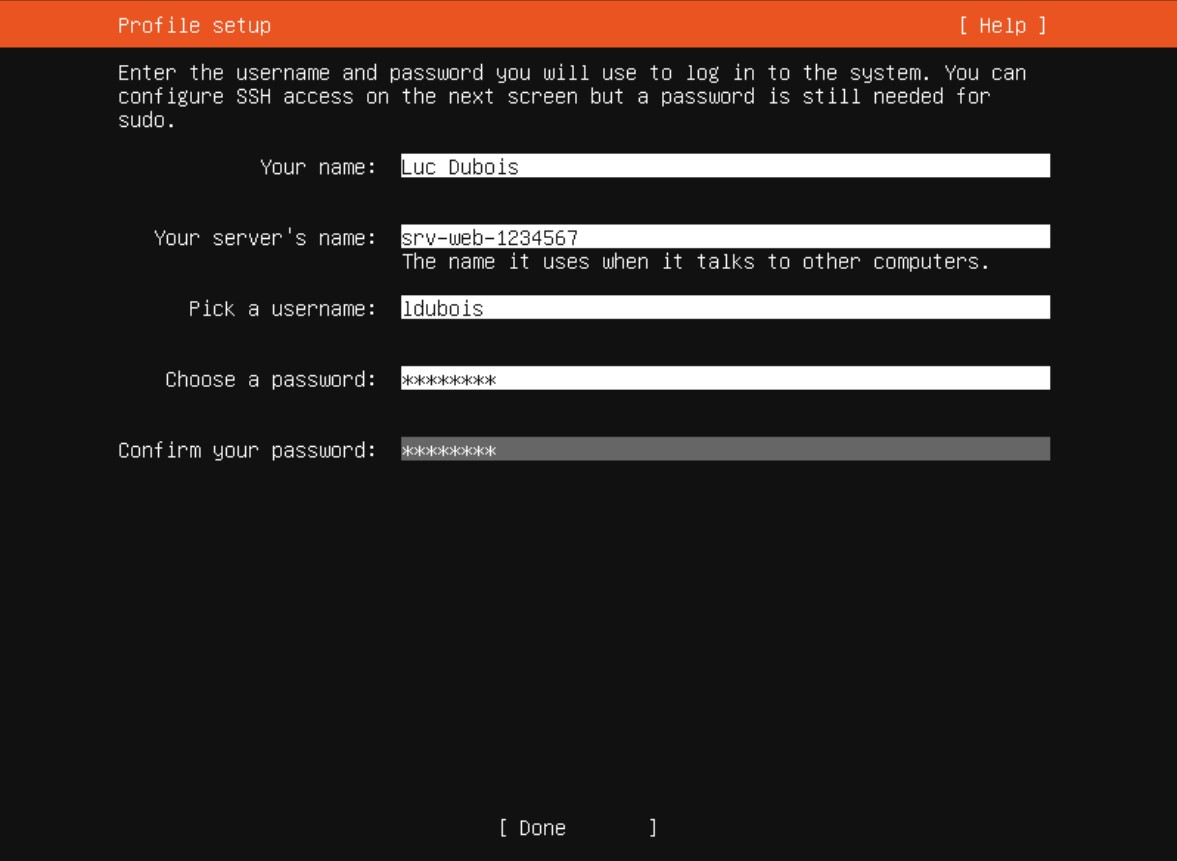 Profile setup [ Help ]
Enter the username and password you will use to log in to the system. You can
configure SSH access on the next screen but a password is still needed for
sudo.
Your name: Luc Dubois
Your server's name: srv-web-1234567
The name it uses when it talks to other computers.
Pick a username: ldubois
Choose a password: ********
Confirm your password: ********
[ Done ]